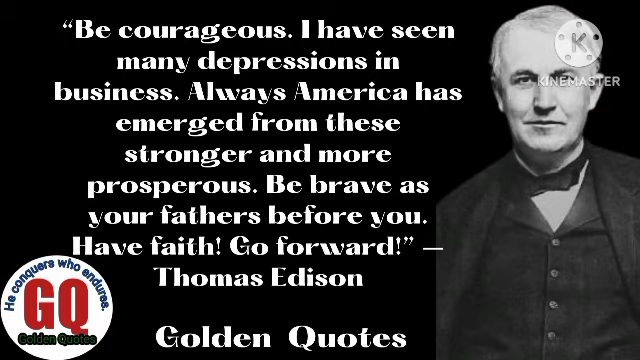 “Be courageous. I have seen
many depressions in
business. Always America has
emerged from these
stronger and more
prosperous. Be brave as
your fathers before you.
Have faith! Go forward!” —
Thomas Edison
Golden Quotes
K
KINEMASTER
He conquers who endures.
GQ
Golden Quotes